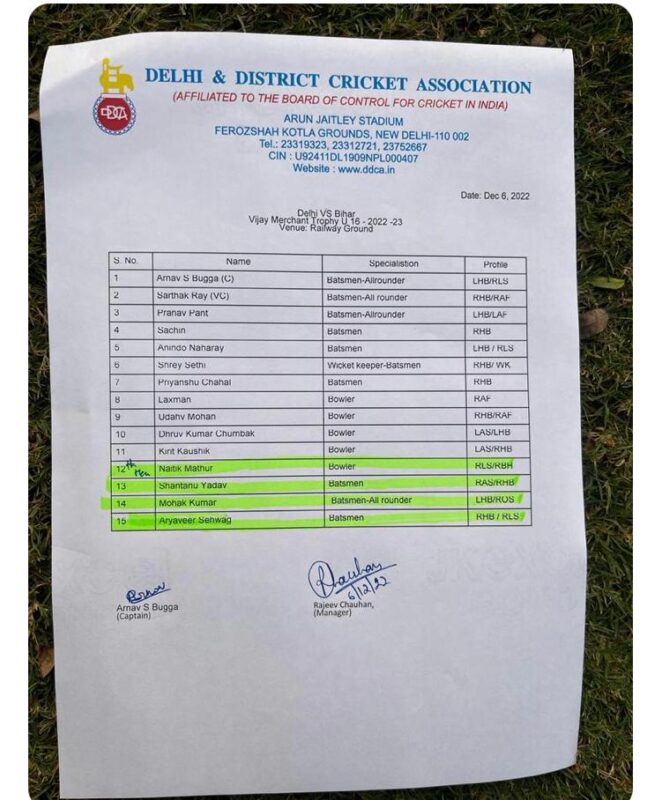 DDCA
DELHI & DISTRICT CRICKET ASSOCIATION
(AFFILIATED TO THE BOARD OF CONTROL FOR CRICKET IN INDIA)
ARUN JAITLEY STADIUM
FEROZSHAH KOTLA GROUNDS, NEW DELHI-110 002
Tel.: 23319323, 23312721, 23752667
CIN : U92411DL1909NPL000407
Website : www.ddca.in
Date: Dec 6, 2022
Delhi VS Bihar
Vijay Merchant Trophy U 16 - 2022 -23
Venue: Railway Ground
S. No. Name Specialistion Profile
1 Arnav S Bugga (C) Batsmen-Allrounder LHB/RLS
2 Sarthak Ray (VC) Batsmen-All rounder RHB/RAF
3 Pranav Pant Batsmen-Allrounder LHB/LAF
4 Sachin Batsmen RHB
5 Anindo Naharay Batsmen LHB / RLS
6 Shrey Sethi Wicket keeper-Batsmen RHB/ WK
7 Priyanshu Chahal Batsmen RHB
8 Laxman Bowler RAF
9 Udahv Mohan Bowler RHB/RAF
10 Dhruv Kumar Chumbak Bowler LAS/LHB
11 Kirit Kaushik Bowler LAS/RHB
12th Men Naitik Mathur Bowler RLS/RBH
13 Shantanu Yadav Batsmen RAS/RHB
14 Mohak Kumar Batsmen-All rounder LHB/ROS
15 Aryaveer Sehwag Batsmen RHB / RLS
Arnav
Arnav S Bugga
(Captain)
RChauhan
6/12/22
Rajeev Chauhan,
(Manager)